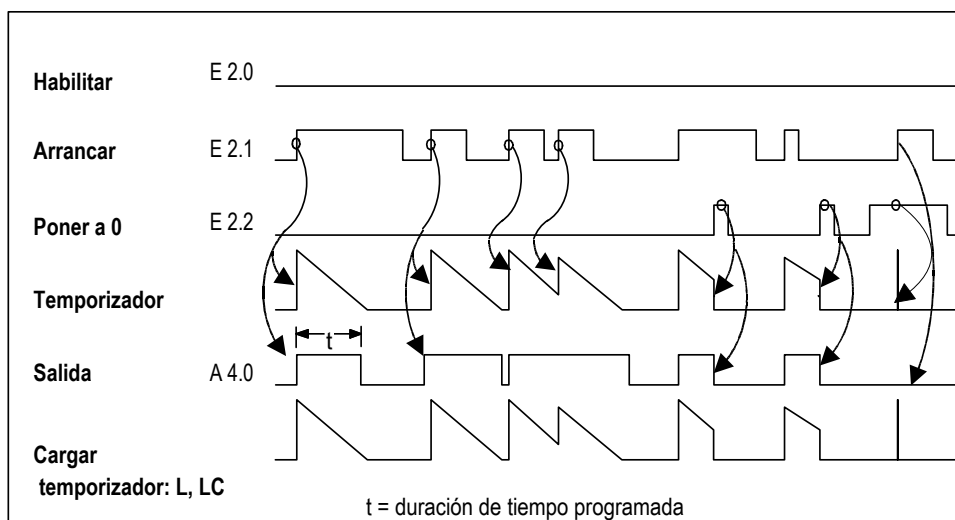 Habilitar E 2.0
Arrancar E 2.1
Poner a 0 E 2.2
Temporizador
t
Salida A 4.0
Cargar
temporizador: L, LC
t = duración de tiempo programada